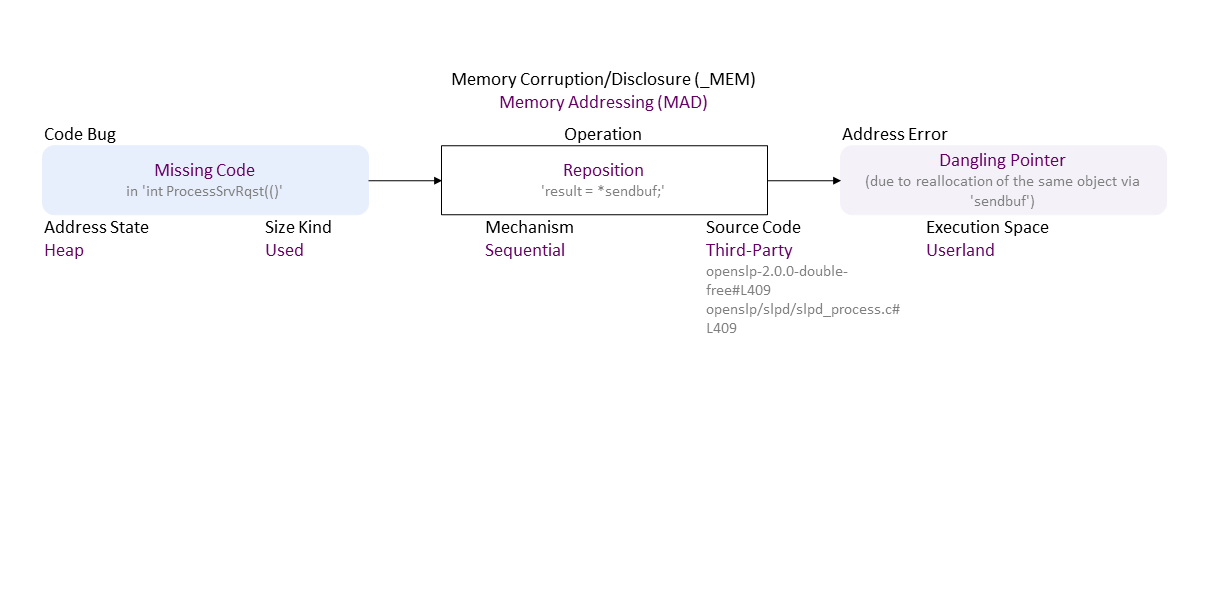 Memory Corruption/Disclosure (_MEM)
Memory Addressing (MAD)
Code Bug
Operation
Address Error
Missing Code
in 'int ProcessSrvRqst(()'
Reposition
'result = *sendbuf;'
Dangling Pointer
(due to reallocation of the same object via
'sendbuf')
Address State
Heap
Size Kind
Used
Mechanism
Sequential
Source Code
Third-Party
openslp-2.0.0-double-
free#L409
openslp/slpd/slpd_process.c#
L409
Execution Space
Userland